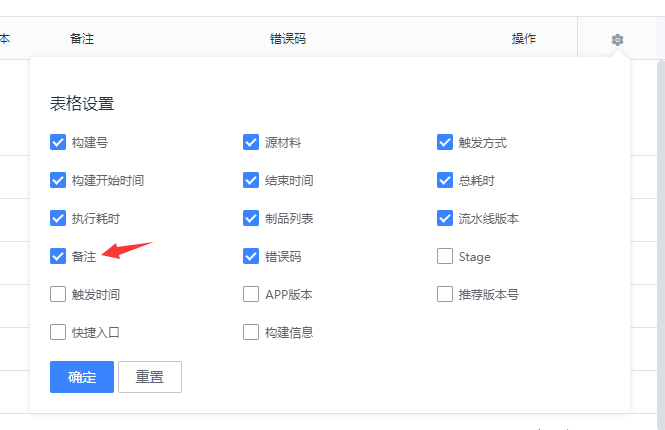 本 备注 错误码 操作
表格设置
构建号 源材料 触发方式
构建开始时间 结束时间 总耗时
执行耗时 制品列表 流水线版本
备注 错误码 Stage
触发时间 APP版本 推荐版本号
快捷入口 构建信息
确定 重置